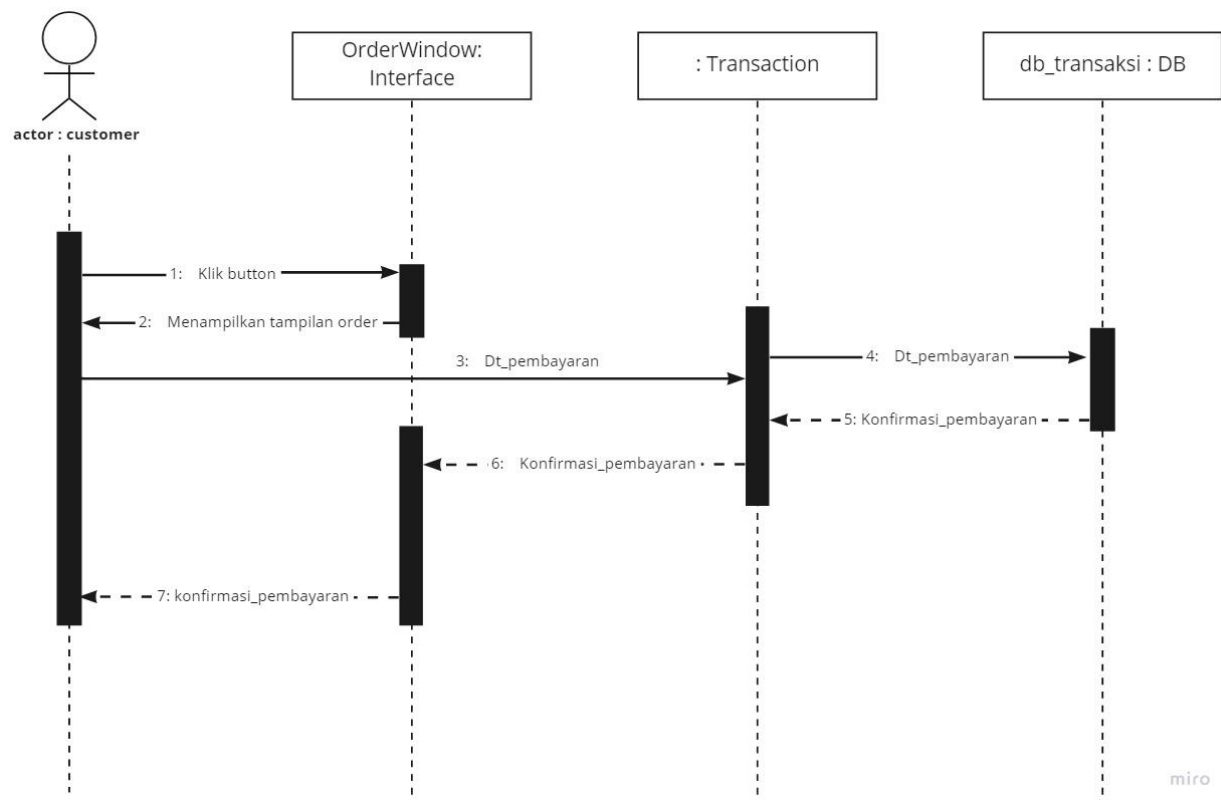 OrderWindow:
Interface
: Transaction
db_transaksi : DB
actor : customer
1: Klik button
2: Menampilkan tampilan order
3: Dt_pembayaran
4: Dt_pembayaran
5: Konfirmasi_pembayaran
6: Konfirmasi_pembayaran
7: konfirmasi_pembayaran
miro